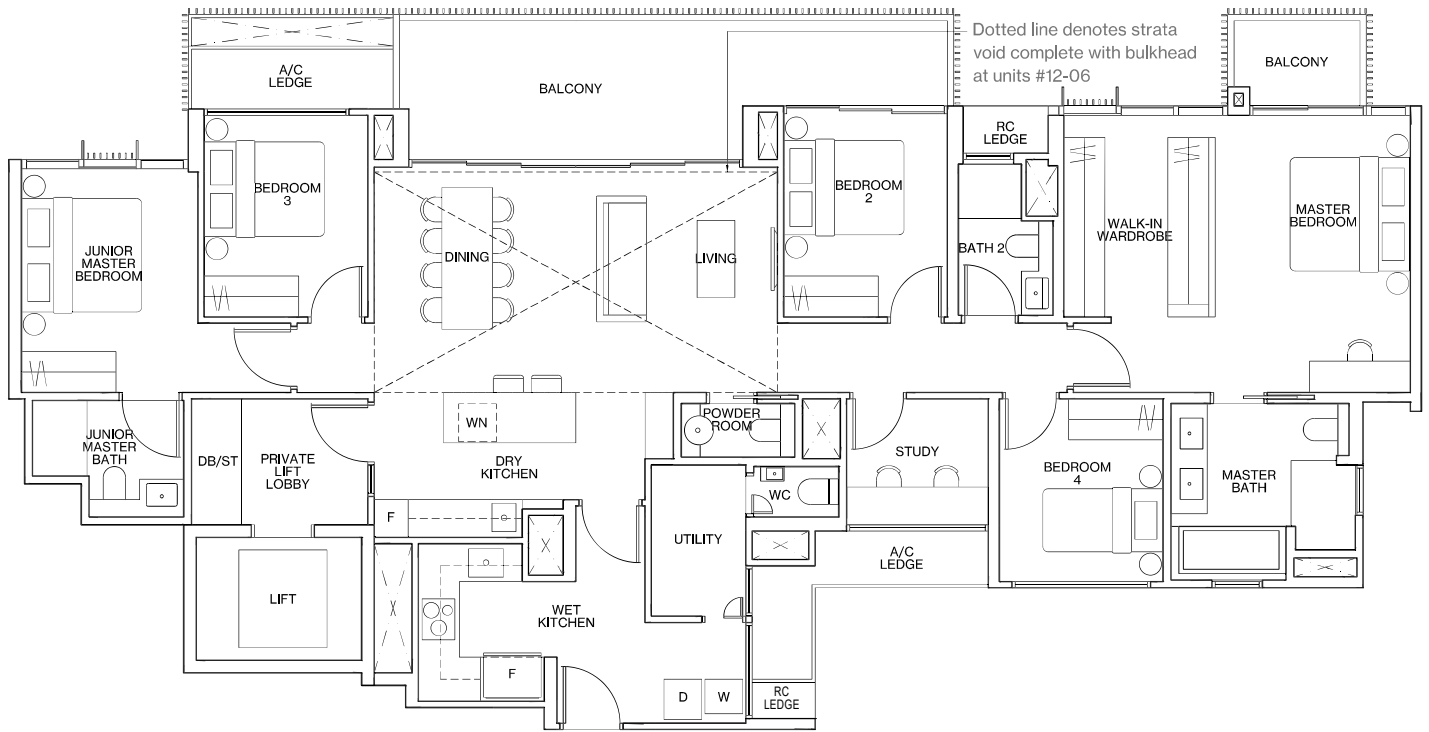 Dotted line denotes strata
void complete with bulkhead
at units #12-06
A/C
LEDGE
BALCONY
BALCONY
RC
LEDGE
BEDROOM
3
BEDROOM
2
JUNIOR
MASTER
BEDROOM
DINING
LIVING
BATH 2
WALK-IN
WARDROBE
MASTER
BEDROOM
WN
POWDER
ROOM
JUNIOR
MASTER
BATH
DB/ST
PRIVATE
LIFT
LOBBY
DRY
KITCHEN
STUDY
BEDROOM
4
MASTER
BATH
WC
F
UTILITY
A/C
LEDGE
LIFT
WET
KITCHEN
F
D
W
RC
LEDGE